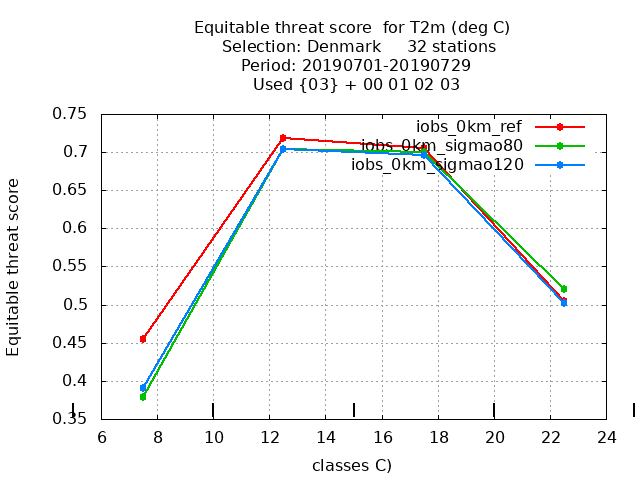 Equitable threat score  for T2m (deg C)
Selection: Denmark     32 stations
Period: 20190701-20190729
Used {03} + 00 01 02 03
0.75
0.7
0.65
0.6
0.55
0.5
0.45
0.4
0.35
Equitable threat score
iobs_0km_ref
iobs_0km_sigmao80
iobs_0km_sigmao120
6 8 10 12 14 16 18 20 22 24
classes C)